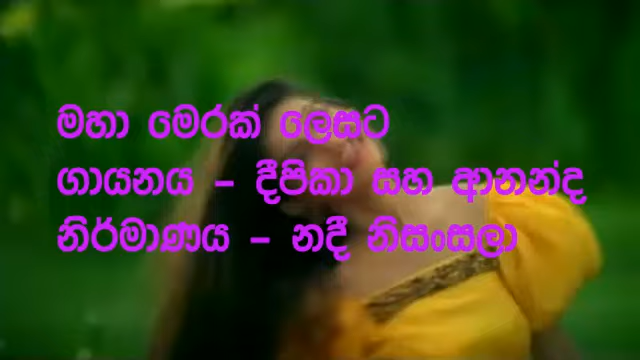 මහා මෙරක් ලෙසට
ගායනය - දීපිකා සහ ආනන්ද
නිර්මාණය - නදී නිසංසලා